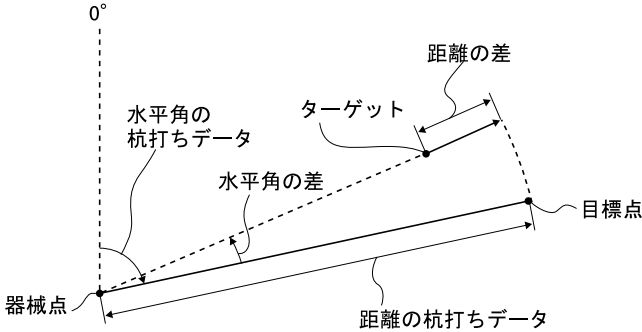 0°
距離の差
水平角の
杭打ちデータ
ターゲット
水平角の差
目標点
器械点
距離の杭打ちデータ